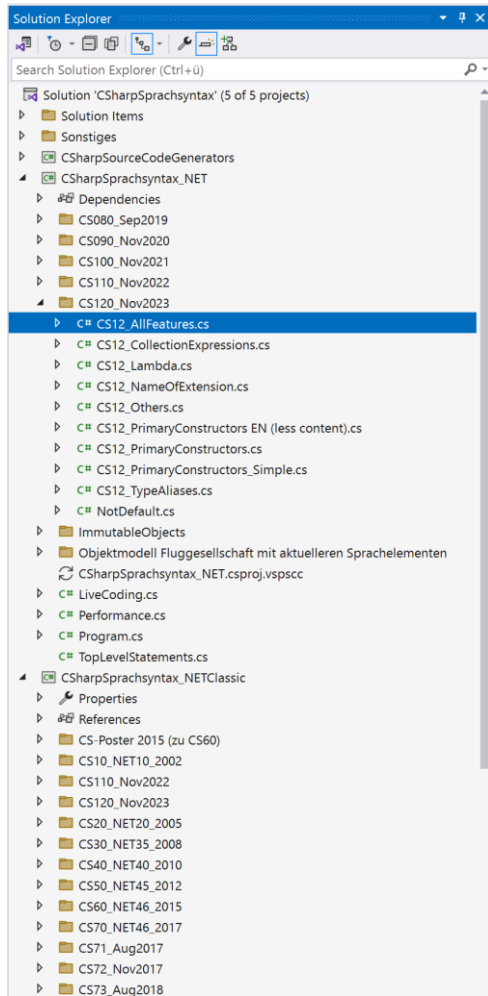 Solution Explorer
Search Solution Explorer (Ctrl+ü)
Solution 'CSharpSprachsyntax' (5 of 5 projects)
Solution Items
Sonstiges
C# CSharpSourceCodeGenerators
C# CSharpSprachsyntax_NET
Dependencies
CS080_Sep2019
CS090_Nov2020
CS100_Nov2021
CS110_Nov2022
CS120_Nov2023
C# CS12_AllFeatures.cs
C# CS12_CollectionExpressions.cs
C# CS12_Lambda.cs
C# CS12_NameOfExtension.cs
C# CS12_Others.cs
C# CS12_PrimaryConstructors EN (less content).cs
C# CS12_PrimaryConstructors.cs
C# CS12_PrimaryConstructors_Simple.cs
C# CS12_TypeAliases.cs
C# NotDefault.cs
ImmutableObjects
Objektmodell Fluggesellschaft mit aktuelleren Sprachelementen
CSharpSprachsyntax_NET.csproj.vspscc
C# LiveCoding.cs
C# Performance.cs
C# Program.cs
C# TopLevelStatements.cs
C# CSharpSprachsyntax_NETClassic
Properties
References
CS-Poster 2015 (zu CS60)
CS10_NET10_2002
CS110_Nov2022
CS120_Nov2023
CS20_NET20_2005
CS30_NET35_2008
CS40_NET40_2010
CS50_NET45_2012
CS60_NET46_2015
CS70_NET46_2017
CS71_Aug2017
CS72_Nov2017
CS73_Aug2018